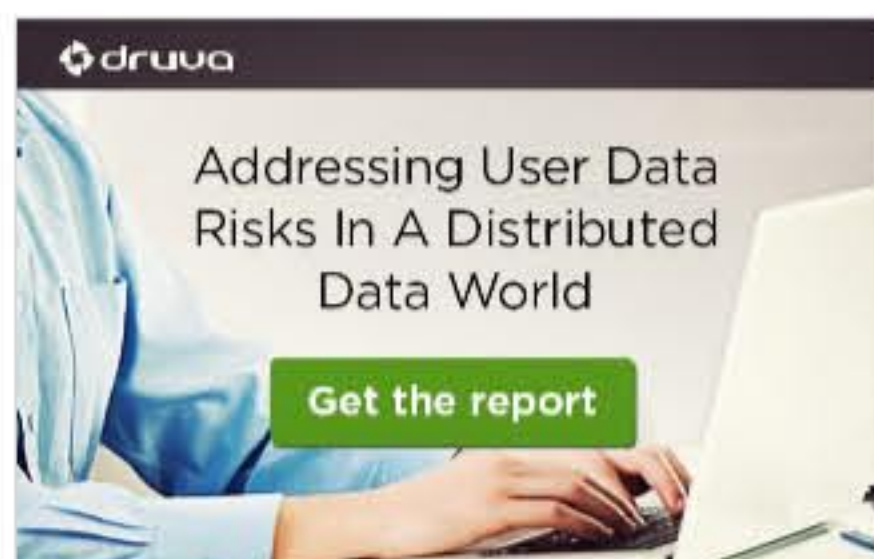 druva
Addressing User Data
Risks In A Distributed
Data World
Get the report